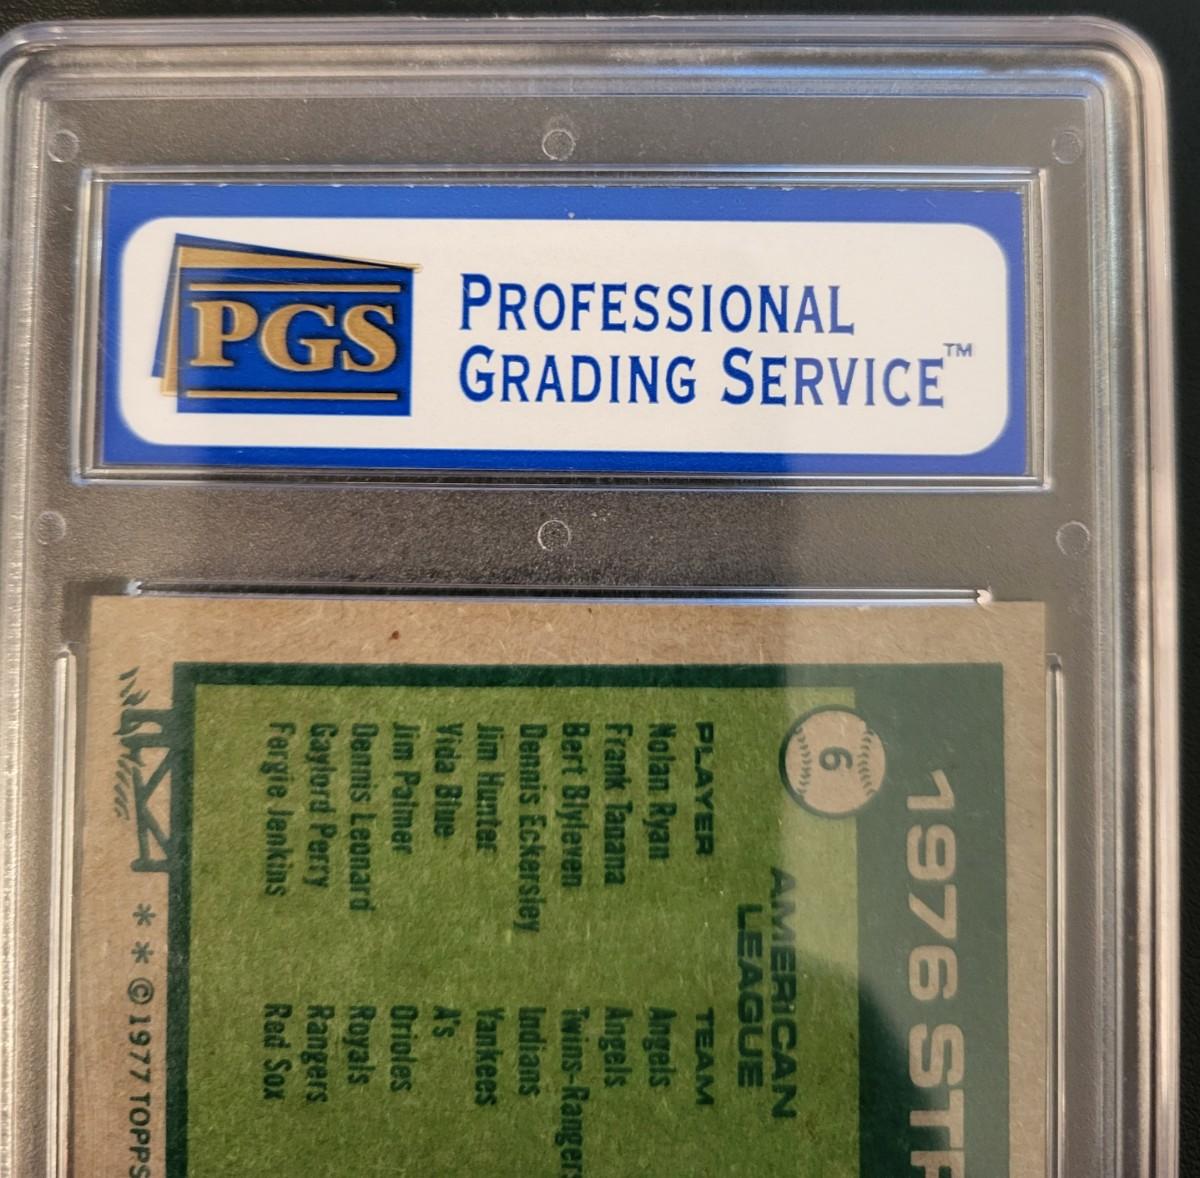 PGS
PROFESSIONAL
GRADING SERVICE™
1976 ST
6
AMERICAN
LEAGUE
PLAYER TEAM
Nolan Ryan Angels
Frank Tanana Angels
Bert Blyleven Twins-Rangers
Dennis Eckersley Indians
Jim Hunter Yankees
Vida Blue A's
Jim Palmer Orioles
Dennis Leonard Royals
Gaylord Perry Rangers
Fergie Jenkins Red Sox
* * © 1977 TOPPS